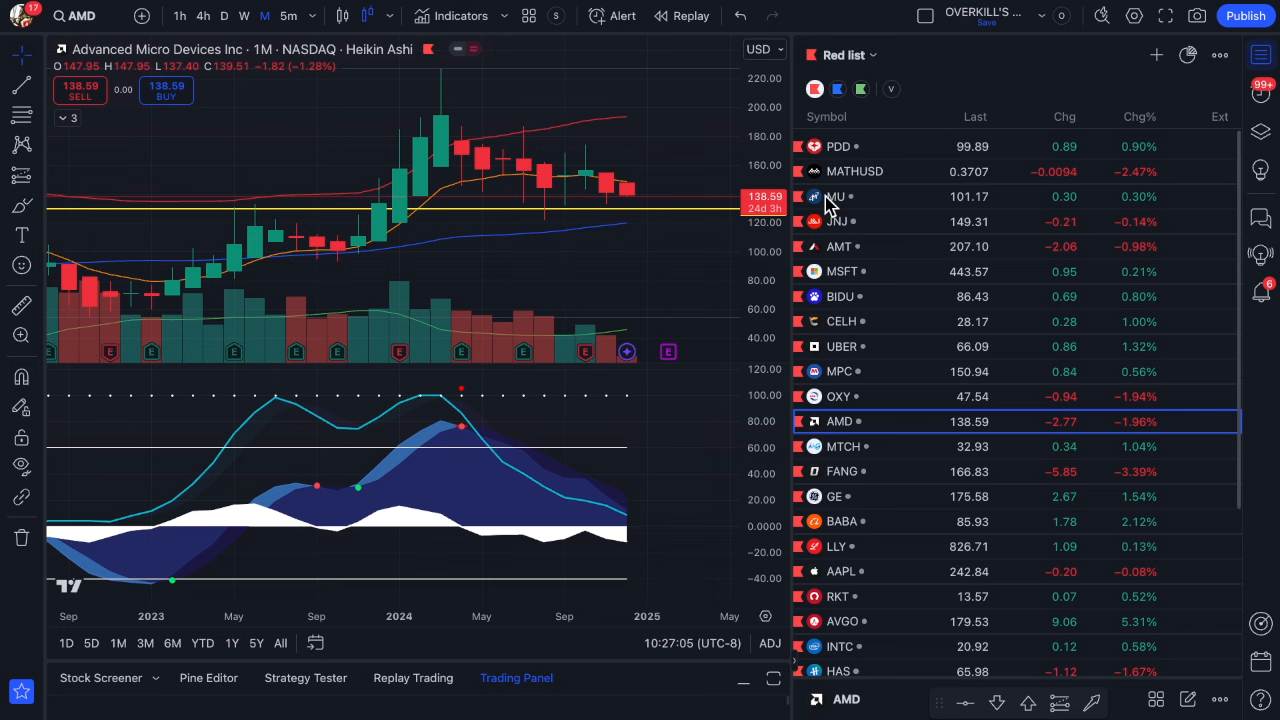 17 AMD 1h 4h D W M 5m Indicators S Alert Replay OVERKILL'S ... Save O Publish
Advanced Micro Devices Inc · 1M · NASDAQ · Heikin Ashi
O147.95 H147.95 L137.40 C139.51 −1.82 (−1.28%)
138.59 SELL 0.00 138.59 BUY
3
USD
220.00
200.00
180.00
160.00
138.59
24d 3h
120.00
100.00
80.00
60.00
40.00
120.00
100.00
80.00
60.00
40.00
20.00
0.0000
−20.00
−40.00
E E E E E E E E E E
Sep 2023 May Sep 2024 May Sep 2025 May
1D 5D 1M 3M 6M YTD 1Y 5Y All 10:27:05 (UTC-8) ADJ
Stock Screener Pine Editor Strategy Tester Replay Trading Trading Panel
Red list
V
Symbol Last Chg Chg% Ext
PDD 99.89 0.89 0.90%
MATHUSD 0.3707 −0.0094 −2.47%
MU 101.17 0.30 0.30%
J&J JNJ 149.31 −0.21 −0.14%
AMT 207.10 −2.06 −0.98%
MSFT 443.57 0.95 0.21%
BIDU 86.43 0.69 0.80%
CELH 28.17 0.28 1.00%
UBER 66.09 0.86 1.32%
MPC 150.94 0.84 0.56%
OXY 47.54 −0.94 −1.94%
AMD 138.59 −2.77 −1.96%
MTCH 32.93 0.34 1.04%
FANG 166.83 −5.85 −3.39%
GE 175.58 2.67 1.54%
BABA 85.93 1.78 2.12%
LLY 826.71 1.09 0.13%
AAPL 242.84 −0.20 −0.08%
RKT 13.57 0.07 0.52%
AVGO 179.53 9.06 5.31%
INTC 20.92 0.12 0.58%
HAS 65.98 −1.12 −1.67%
AMD
99+
6